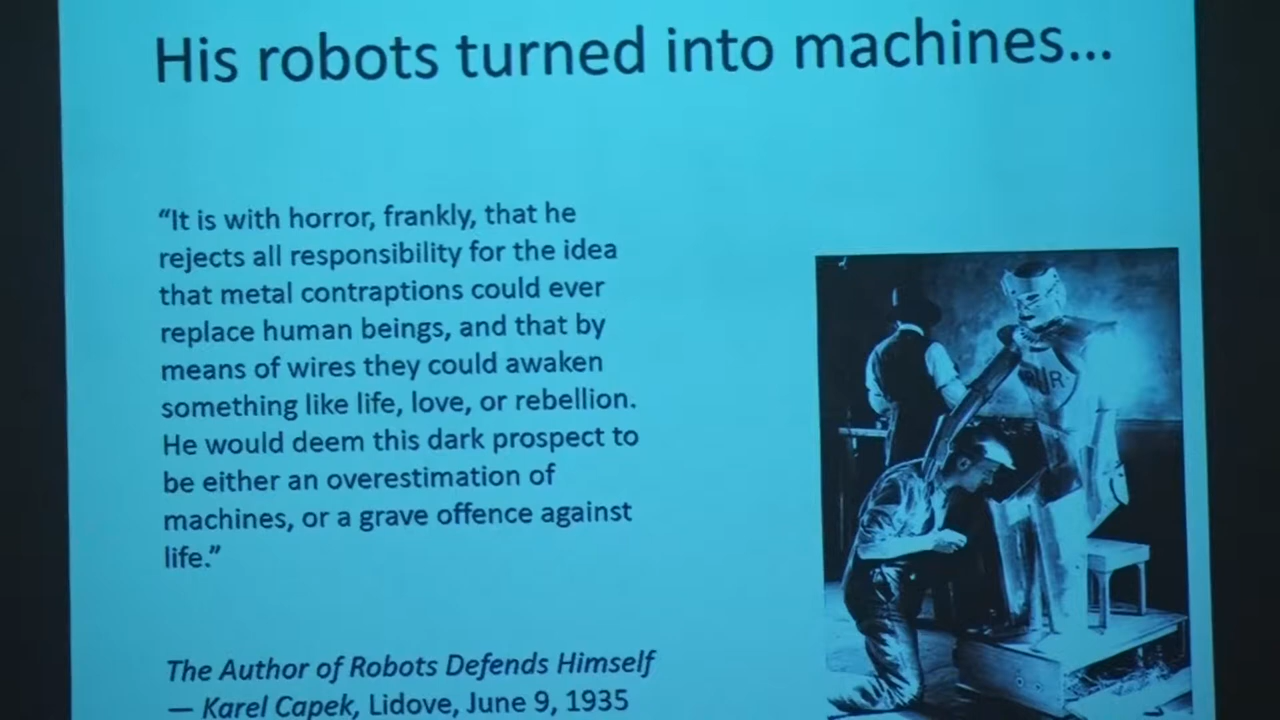 His robots turned into machines...
“It is with horror, frankly, that he
rejects all responsibility for the idea
that metal contraptions could ever
replace human beings, and that by
means of wires they could awaken
something like life, love, or rebellion.
He would deem this dark prospect to
be either an overestimation of
machines, or a grave offence against
life.”
The Author of Robots Defends Himself
— Karel Capek, Lidove, June 9, 1935